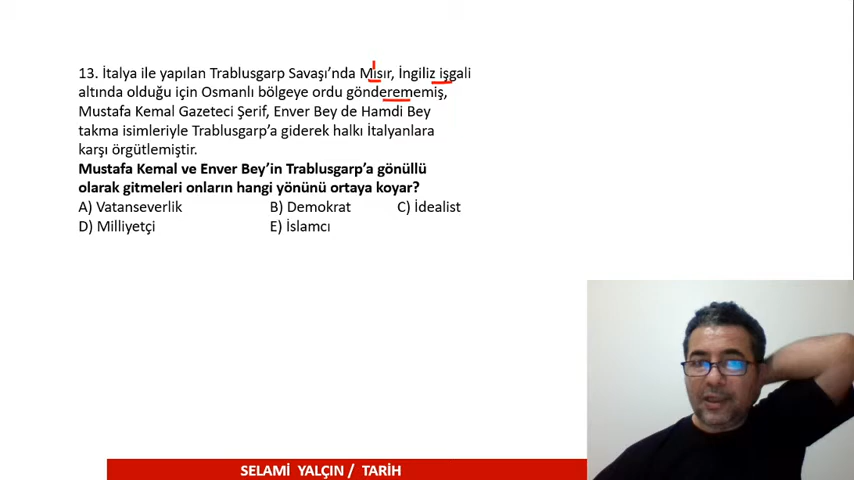 13. İtalya ile yapılan Trablusgarp Savaşı'nda Mısır, İngiliz işgali
altında olduğu için Osmanlı bölgeye ordu gönderememiş,
Mustafa Kemal Gazeteci Şerif, Enver Bey de Hamdi Bey
takma isimleriyle Trablusgarp'a giderek halkı İtalyanlara
karşı örgütlemiştir.
Mustafa Kemal ve Enver Bey'in Trablusgarp'a gönüllü
olarak gitmeleri onların hangi yönünü ortaya koyar?
A) Vatanseverlik B) Demokrat C) İdealist
D) Milliyetçi E) İslamcı
SELAMİ YALÇIN / TARİH